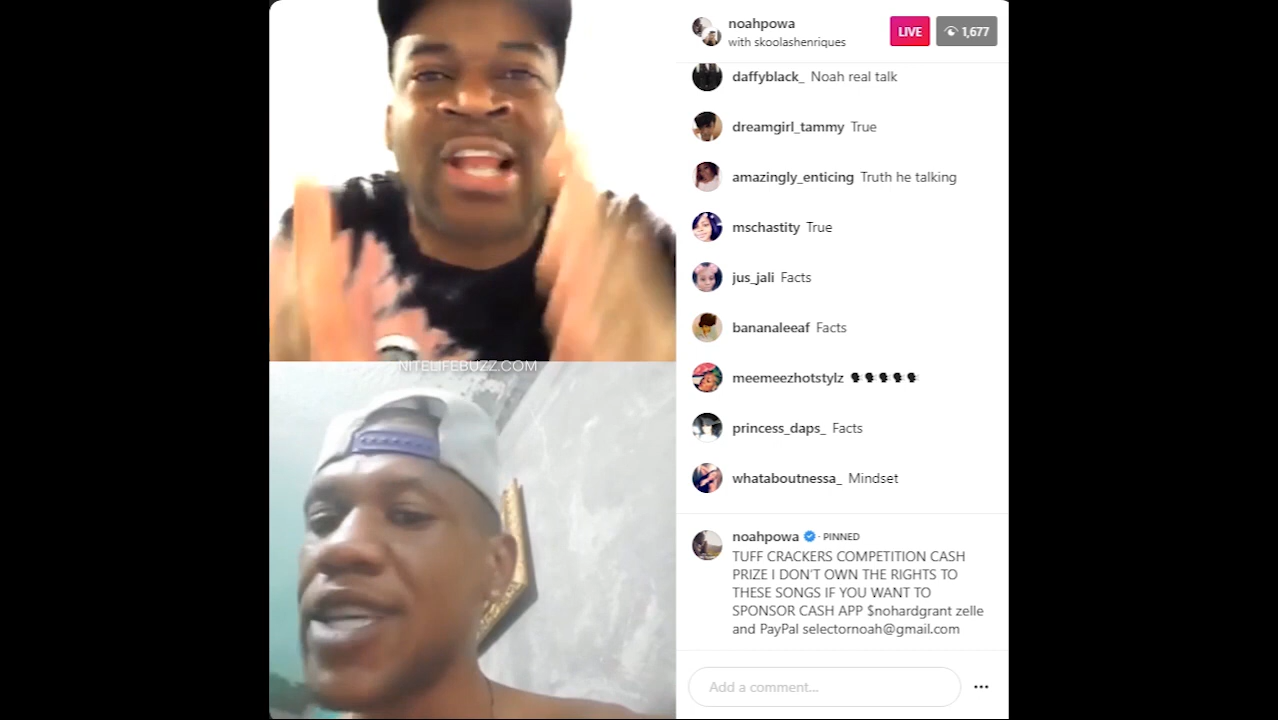 noahpowa
with skoolashenriques
LIVE
1,677
daffyblack_ Noah real talk
dreamgirl_tammy True
amazingly_enticing Truth he talking
mschastity True
jus_jali Facts
bananaleeaf Facts
meemeezhotstylz 🗣🗣🗣🗣🗣
princess_daps_ Facts
whataboutnessa_ Mindset
noahpowa · PINNED
TUFF CRACKERS COMPETITION CASH
PRIZE I DON'T OWN THE RIGHTS TO
THESE SONGS IF YOU WANT TO
SPONSOR CASH APP $nohardgrant zelle
and PayPal selectornoah@gmail.com
Add a comment...
NITELIFEBUZZ.COM